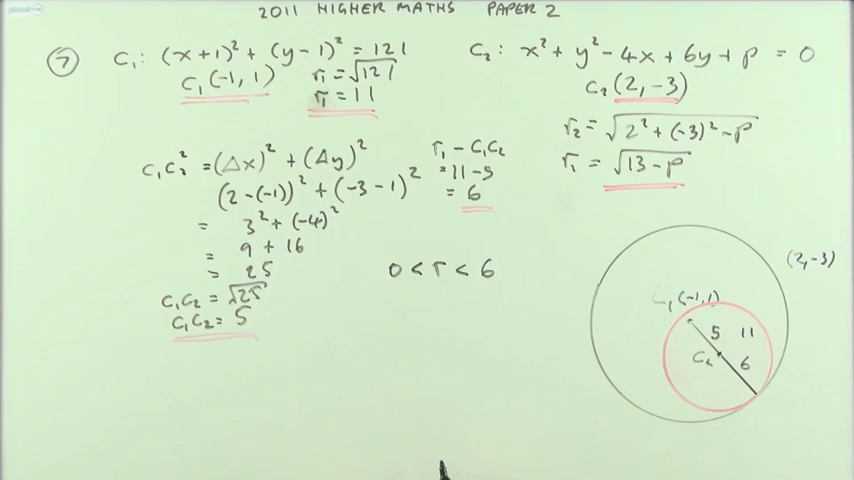 2011 HIGHER MATHS PAPER 2
⑦ C₁: (x+1)² + (y-1)² = 121
C₁(-1, 1)
r₁ = √121
r₁ = 11
C₂: x² + y² - 4x + 6y + p = 0
C₂(2, -3)
r₂ = √2² + (-3)² - p
r₁ = √13 - p
C₁C₂² = (Δx)² + (Δy)²
(2 - (-1))² + (-3 - 1)²
= 3² + (-4)²
= 9 + 16
= 25
C₁C₂ = √25
C₁C₂ = 5
r₁ - C₁C₂
= 11 - 5
= 6
0 < r < 6
(2, -3)
C₁(-1, 1)
5 11
C₂ 6